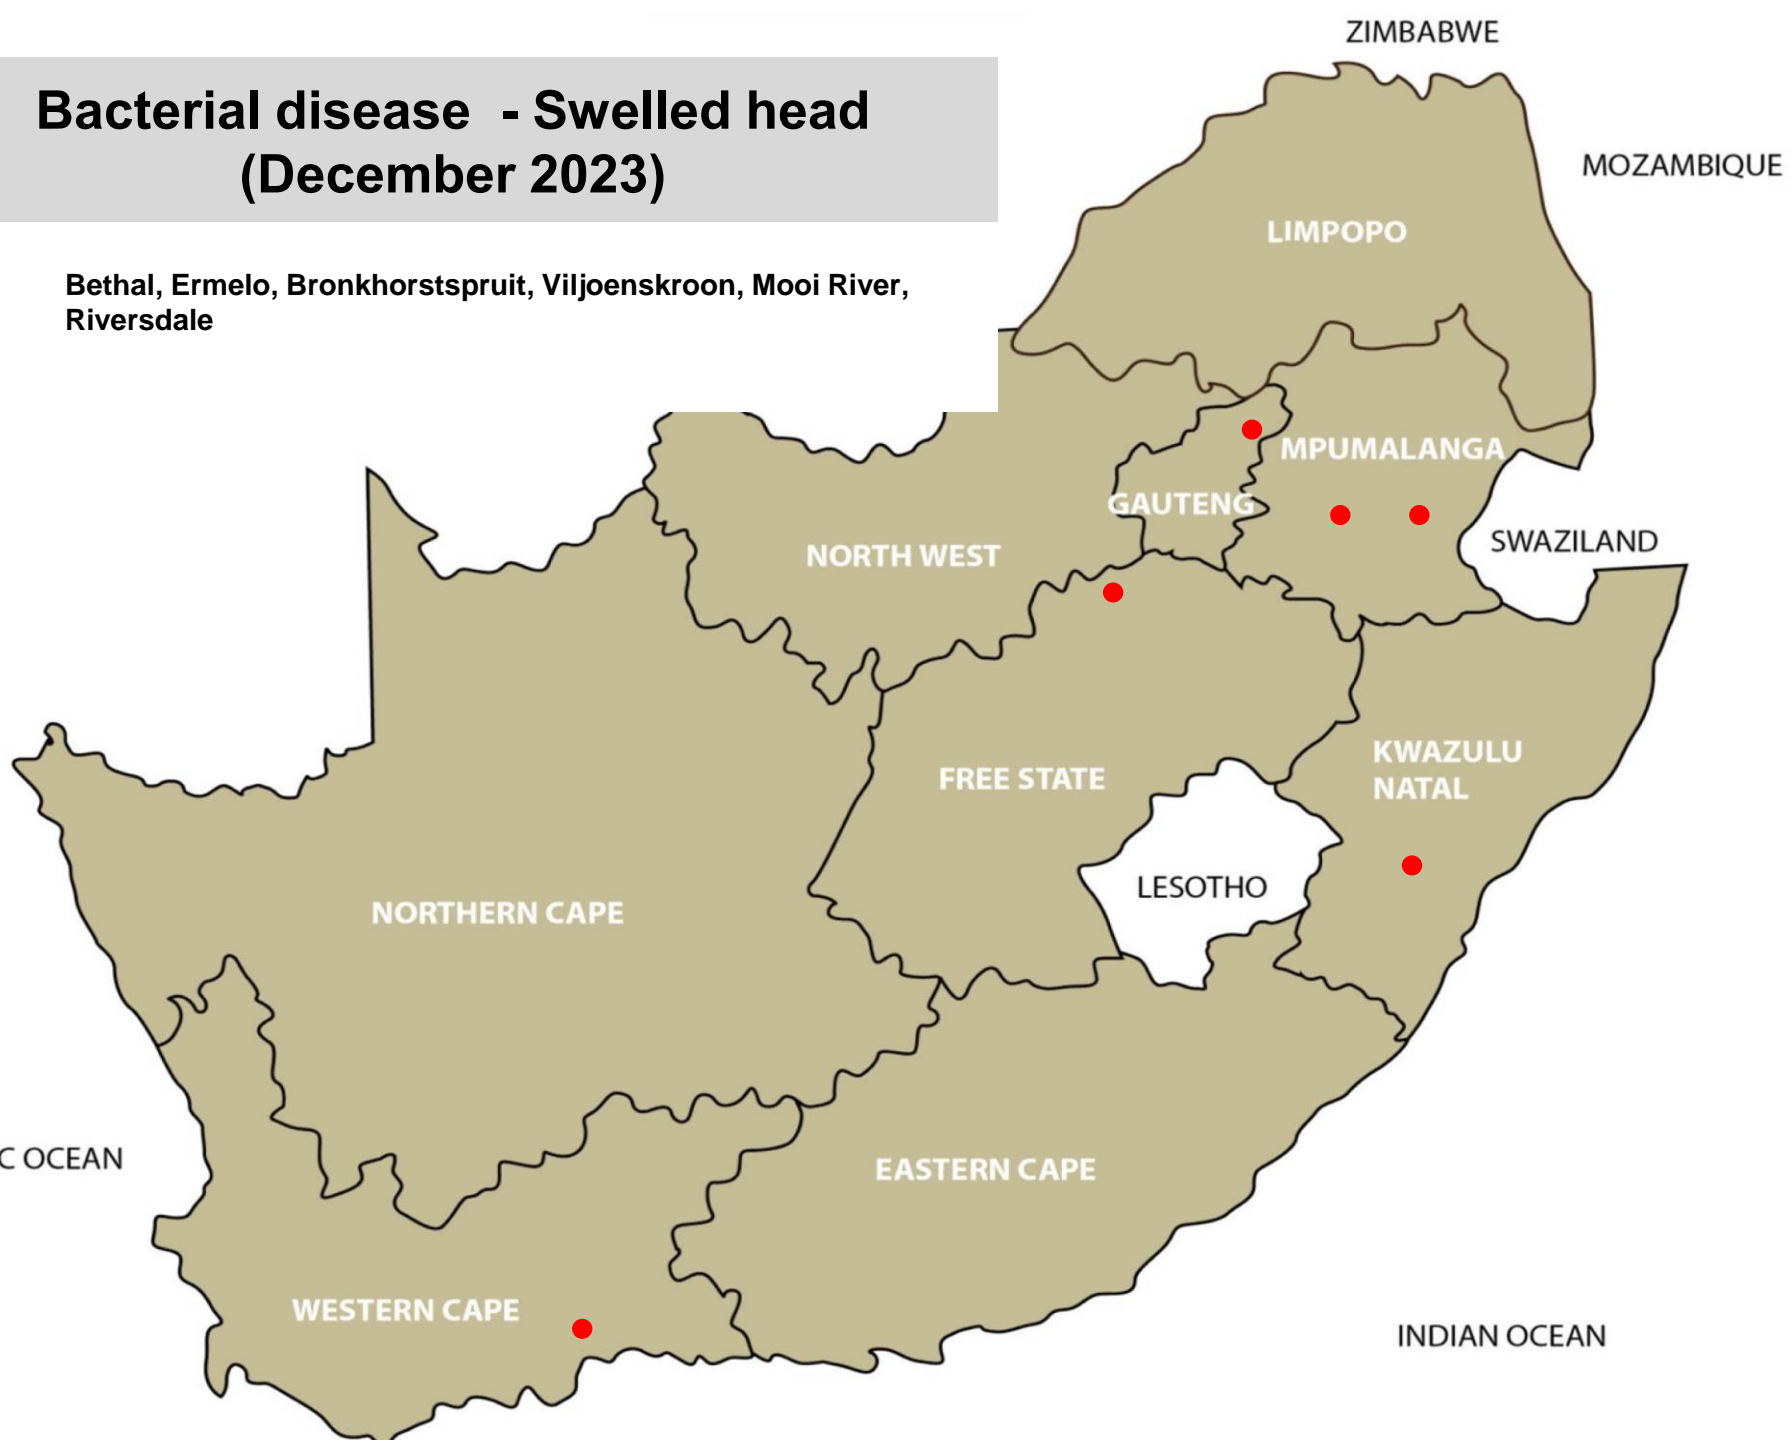 ZIMBABWE
Bacterial disease - Swelled head
(December 2023)
MOZAMBIQUE
LIMPOPO
Bethal, Ermelo, Bronkhorstspruit, Viljoenskroon, Mooi River,
Riversdale
MPUMALANGA
GAUTENG
NORTH WEST
SWAZILAND
KWAZULU
NATAL
FREE STATE
LESOTHO
NORTHERN CAPE
C OCEAN
EASTERN CAPE
WESTERN CAPE
INDIAN OCEAN